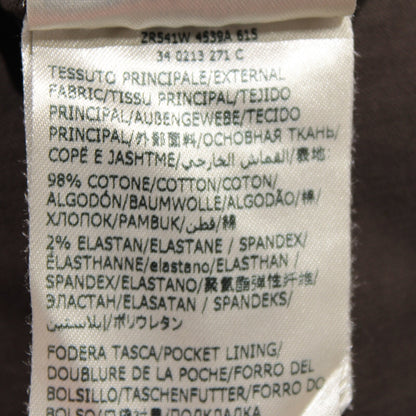 ZR541W 4539A 615
34 0213 271 C
TESSUTO PRINCIPALE/EXTERNAL
FABRIC/TISSU PRINCIPAL/TEJIDO
PRINCIPAL/AUßENGEWEBE/TECIDO
PRINCIPAL/外部面料/ОСНОВНАЯ ТКАНЬ/
COPË E JASHTME/القماش الخارجي/表地:
98% COTONE/COTTON/COTON/
ALGODÓN/BAUMWOLLE/ALGODÃO/棉/
ХЛОПОК/PAMBUK/قطن/綿
2% ELASTAN/ELASTANE / SPANDEX/
ÉLASTHANNE/elastano/ELASTHAN /
SPANDEX/ELASTANO/聚氨酯弹性纤维/
ЭЛАСТАН/ELASATAN / SPANDEKS/
إيلاستين/ポリウレタン
FODERA TASCA/POCKET LINING/
DOUBLURE DE LA POCHE/FORRO DEL
BOLSILLO/TASCHENFUTTER/FORRO DO
BOLSO/